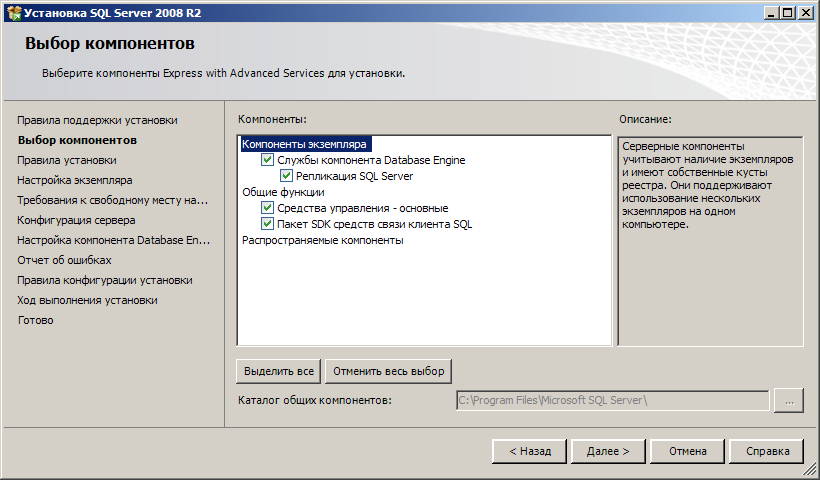 Установка SQL Server 2008 R2
Выбор компонентов
Выберите компоненты Express with Advanced Services для установки.
Правила поддержки установки
Выбор компонентов
Правила установки
Настройка экземпляра
Требования к свободному месту на...
Конфигурация сервера
Настройка компонента Database En...
Отчет об ошибках
Правила конфигурации установки
Ход выполнения установки
Готово
Компоненты:
Компоненты экземпляра
Службы компонента Database Engine
Репликация SQL Server
Общие функции
Средства управления - основные
Пакет SDK средств связи клиента SQL
Распространяемые компоненты
Описание:
Серверные компоненты
учитывают наличие экземпляров
и имеют собственные кусты
реестра. Они поддерживают
использование нескольких
экземпляров на одном
компьютере.
Выделить все
Отменить весь выбор
Каталог общих компонентов:
C:\Program Files\Microsoft SQL Server\
...
< Назад
Далее >
Отмена
Справка